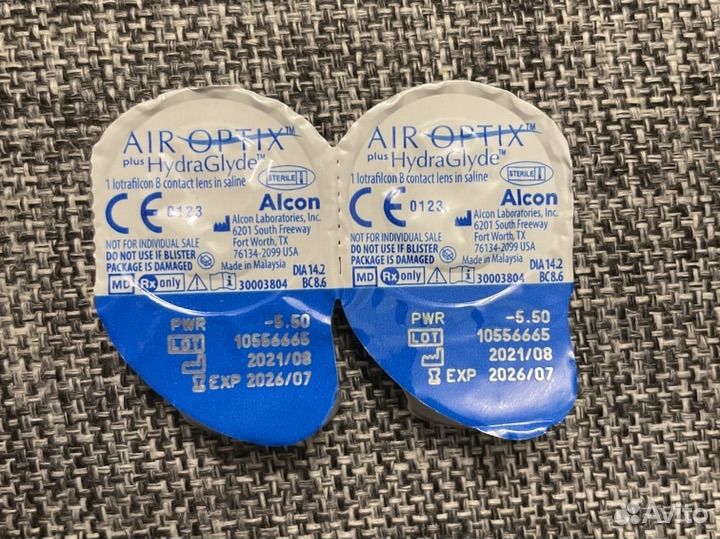 AIR OPTIX™
plus HydraGlyde™
STERILE
1 lotrafilcon B contact lens in saline
CE 0123
Alcon
Alcon Laboratories, Inc.
6201 South Freeway
Fort Worth, TX
76134-2099 USA
Made in Malaysia
NOT FOR INDIVIDUAL SALE
DO NOT USE IF BLISTER
PACKAGE IS DAMAGED
DIA 14.2
BC 8.6
MD Rx only 30003804
PWR -5.50
LOT 10556665
2021/08
EXP 2026/07
AIR OPTIX™
plus HydraGlyde™
STERILE
1 lotrafilcon B contact lens in saline
CE 0123
Alcon
Alcon Laboratories, Inc.
6201 South Freeway
Fort Worth, TX
76134-2099 USA
Made in Malaysia
NOT FOR INDIVIDUAL SALE
DO NOT USE IF BLISTER
PACKAGE IS DAMAGED
DIA 14.2
BC 8.6
MD Rx only 30003804
PWR -5.50
LOT 10556665
2021/08
EXP 2026/07
Avito